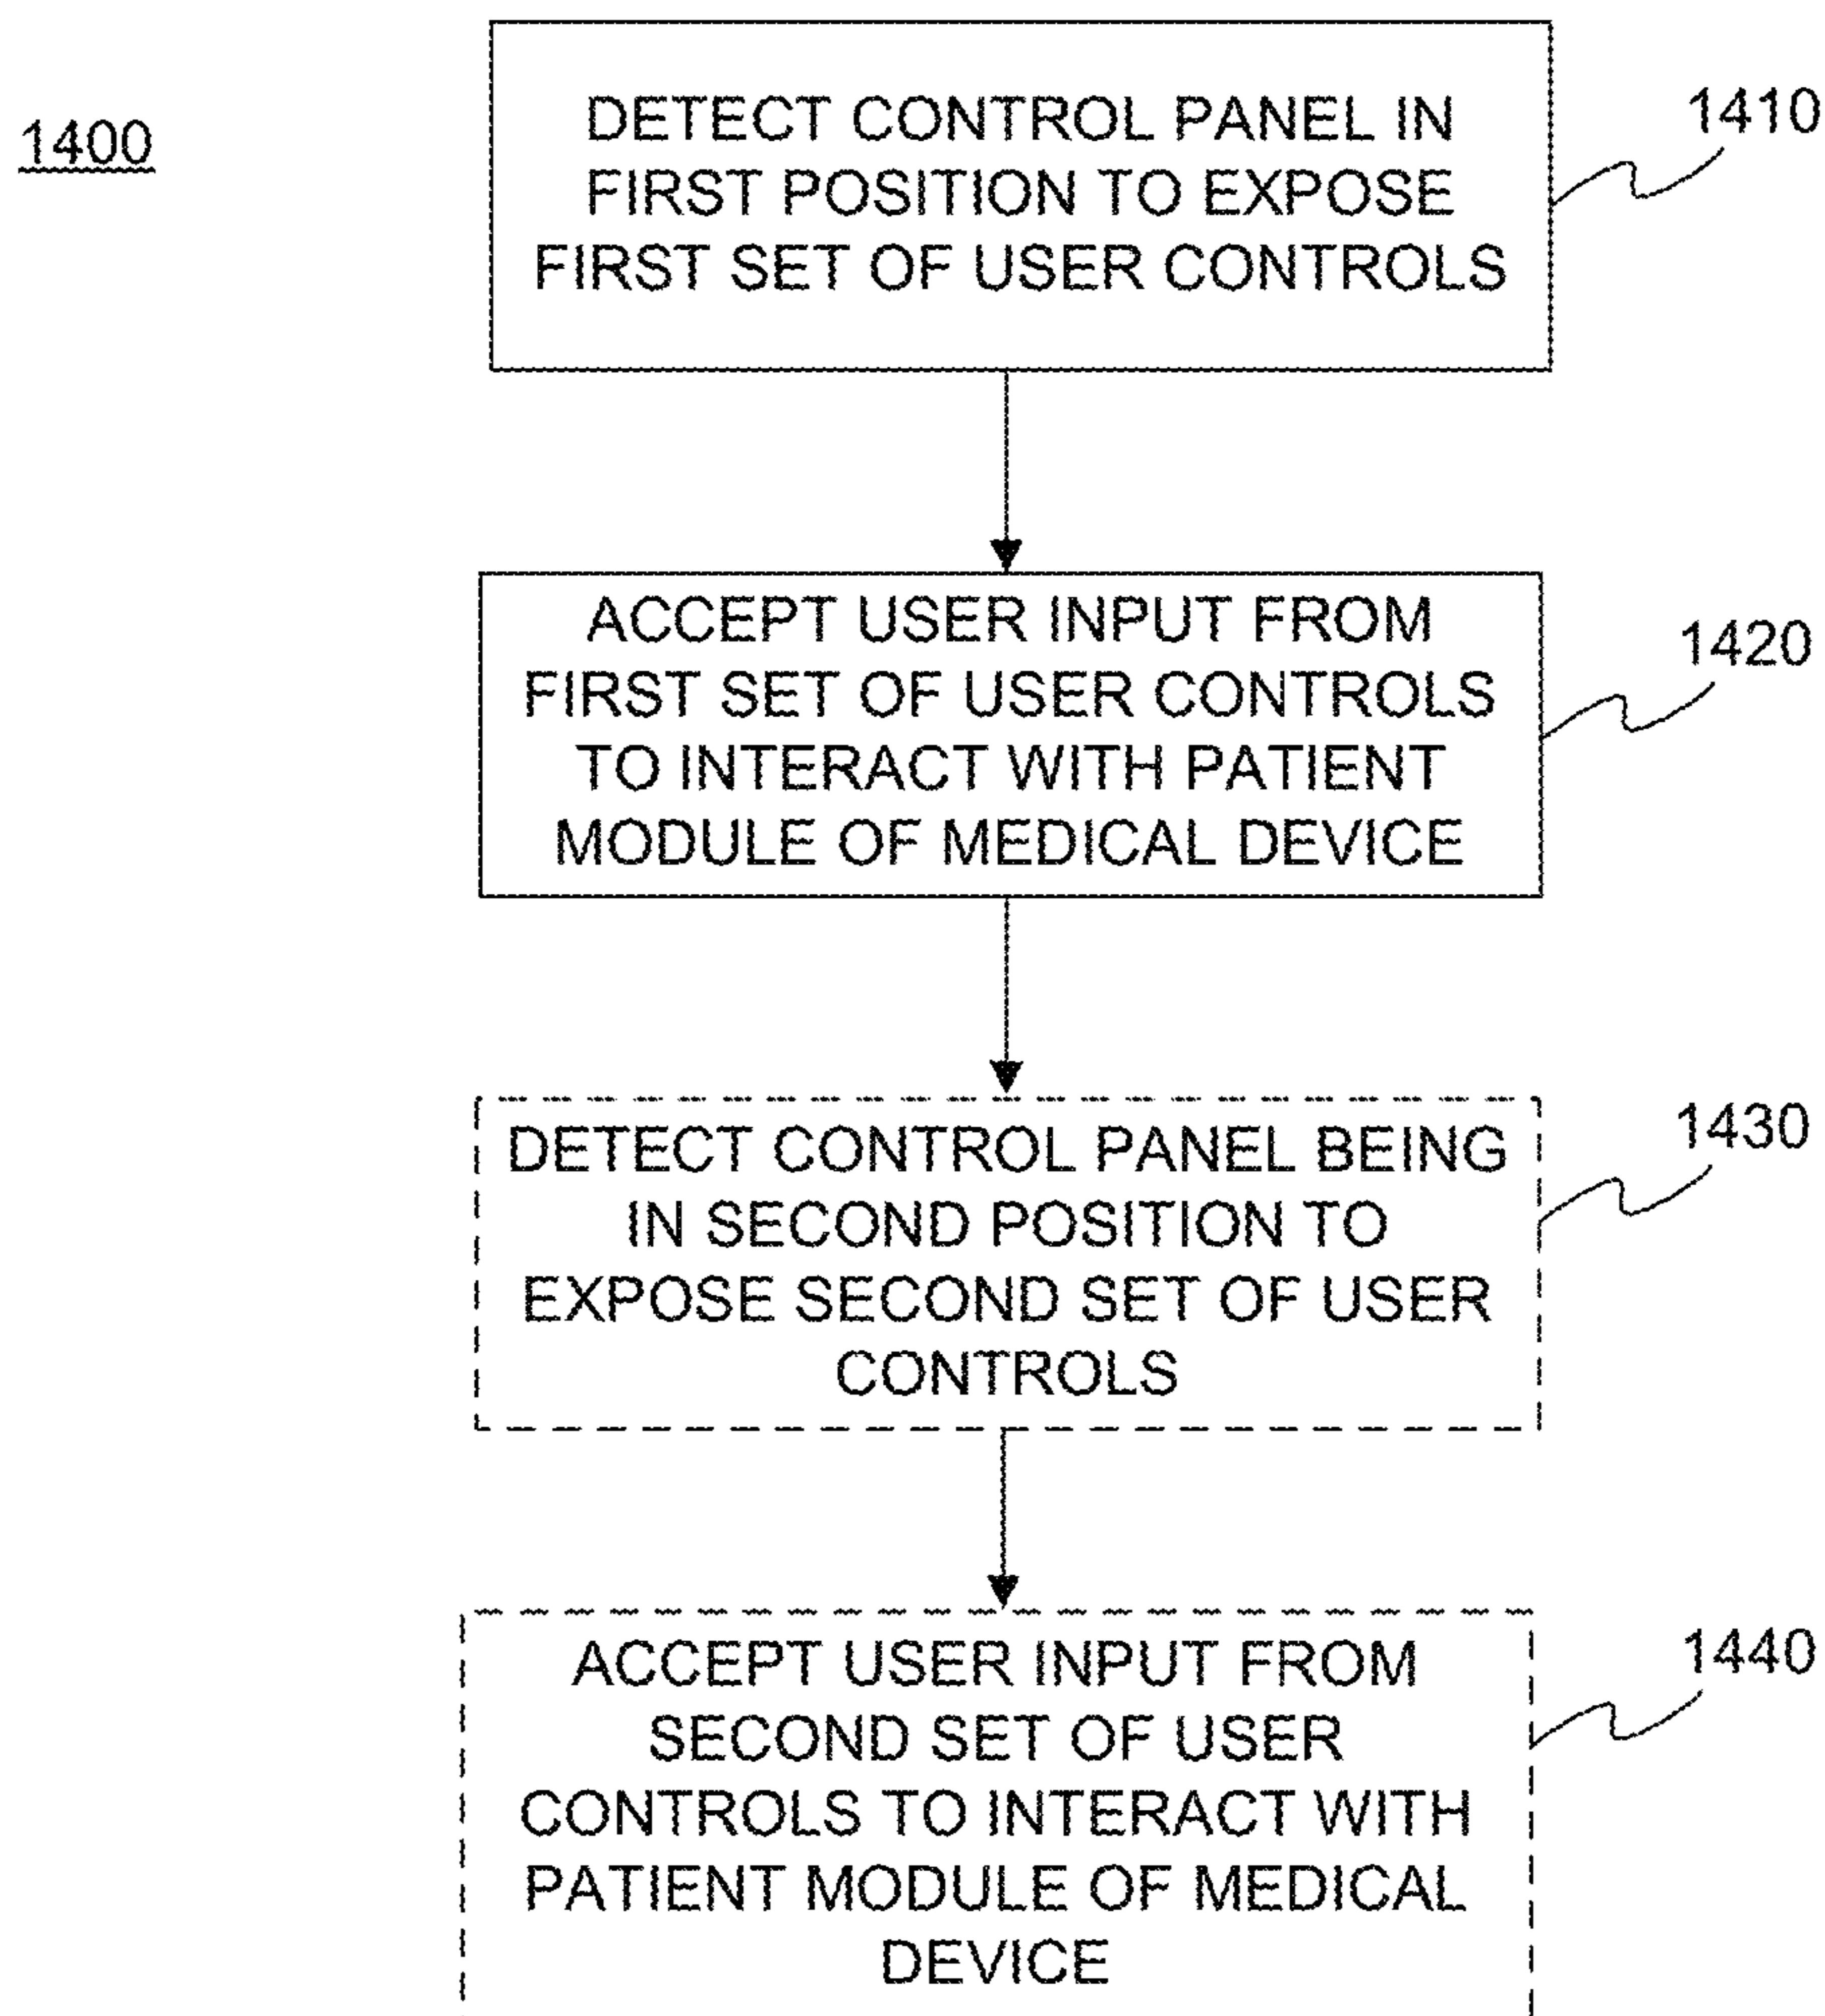 1400
DETECT CONTROL PANEL IN
FIRST POSITION TO EXPOSE
FIRST SET OF USER CONTROLS
1410
ACCEPT USER INPUT FROM
FIRST SET OF USER CONTROLS
TO INTERACT WITH PATIENT
MODULE OF MEDICAL DEVICE
1420
DETECT CONTROL PANEL BEING
IN SECOND POSITION TO
EXPOSE SECOND SET OF USER
CONTROLS
1430
ACCEPT USER INPUT FROM
SECOND SET OF USER
CONTROLS TO INTERACT WITH
PATIENT MODULE OF MEDICAL
DEVICE
1440